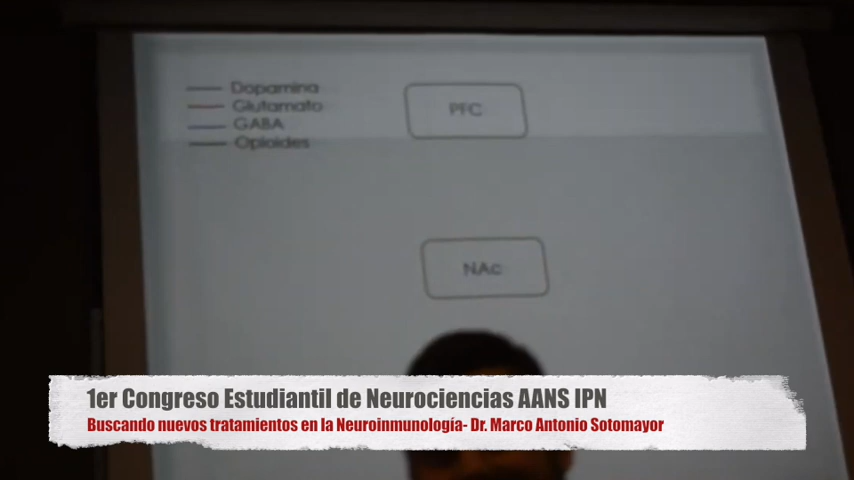 Dopamina
Glutamato
GABA
Opioides
PFC
NAc
1er Congreso Estudiantil de Neurociencias AANS IPN
Buscando nuevos tratamientos en la Neuroinmunología- Dr. Marco Antonio Sotomayor